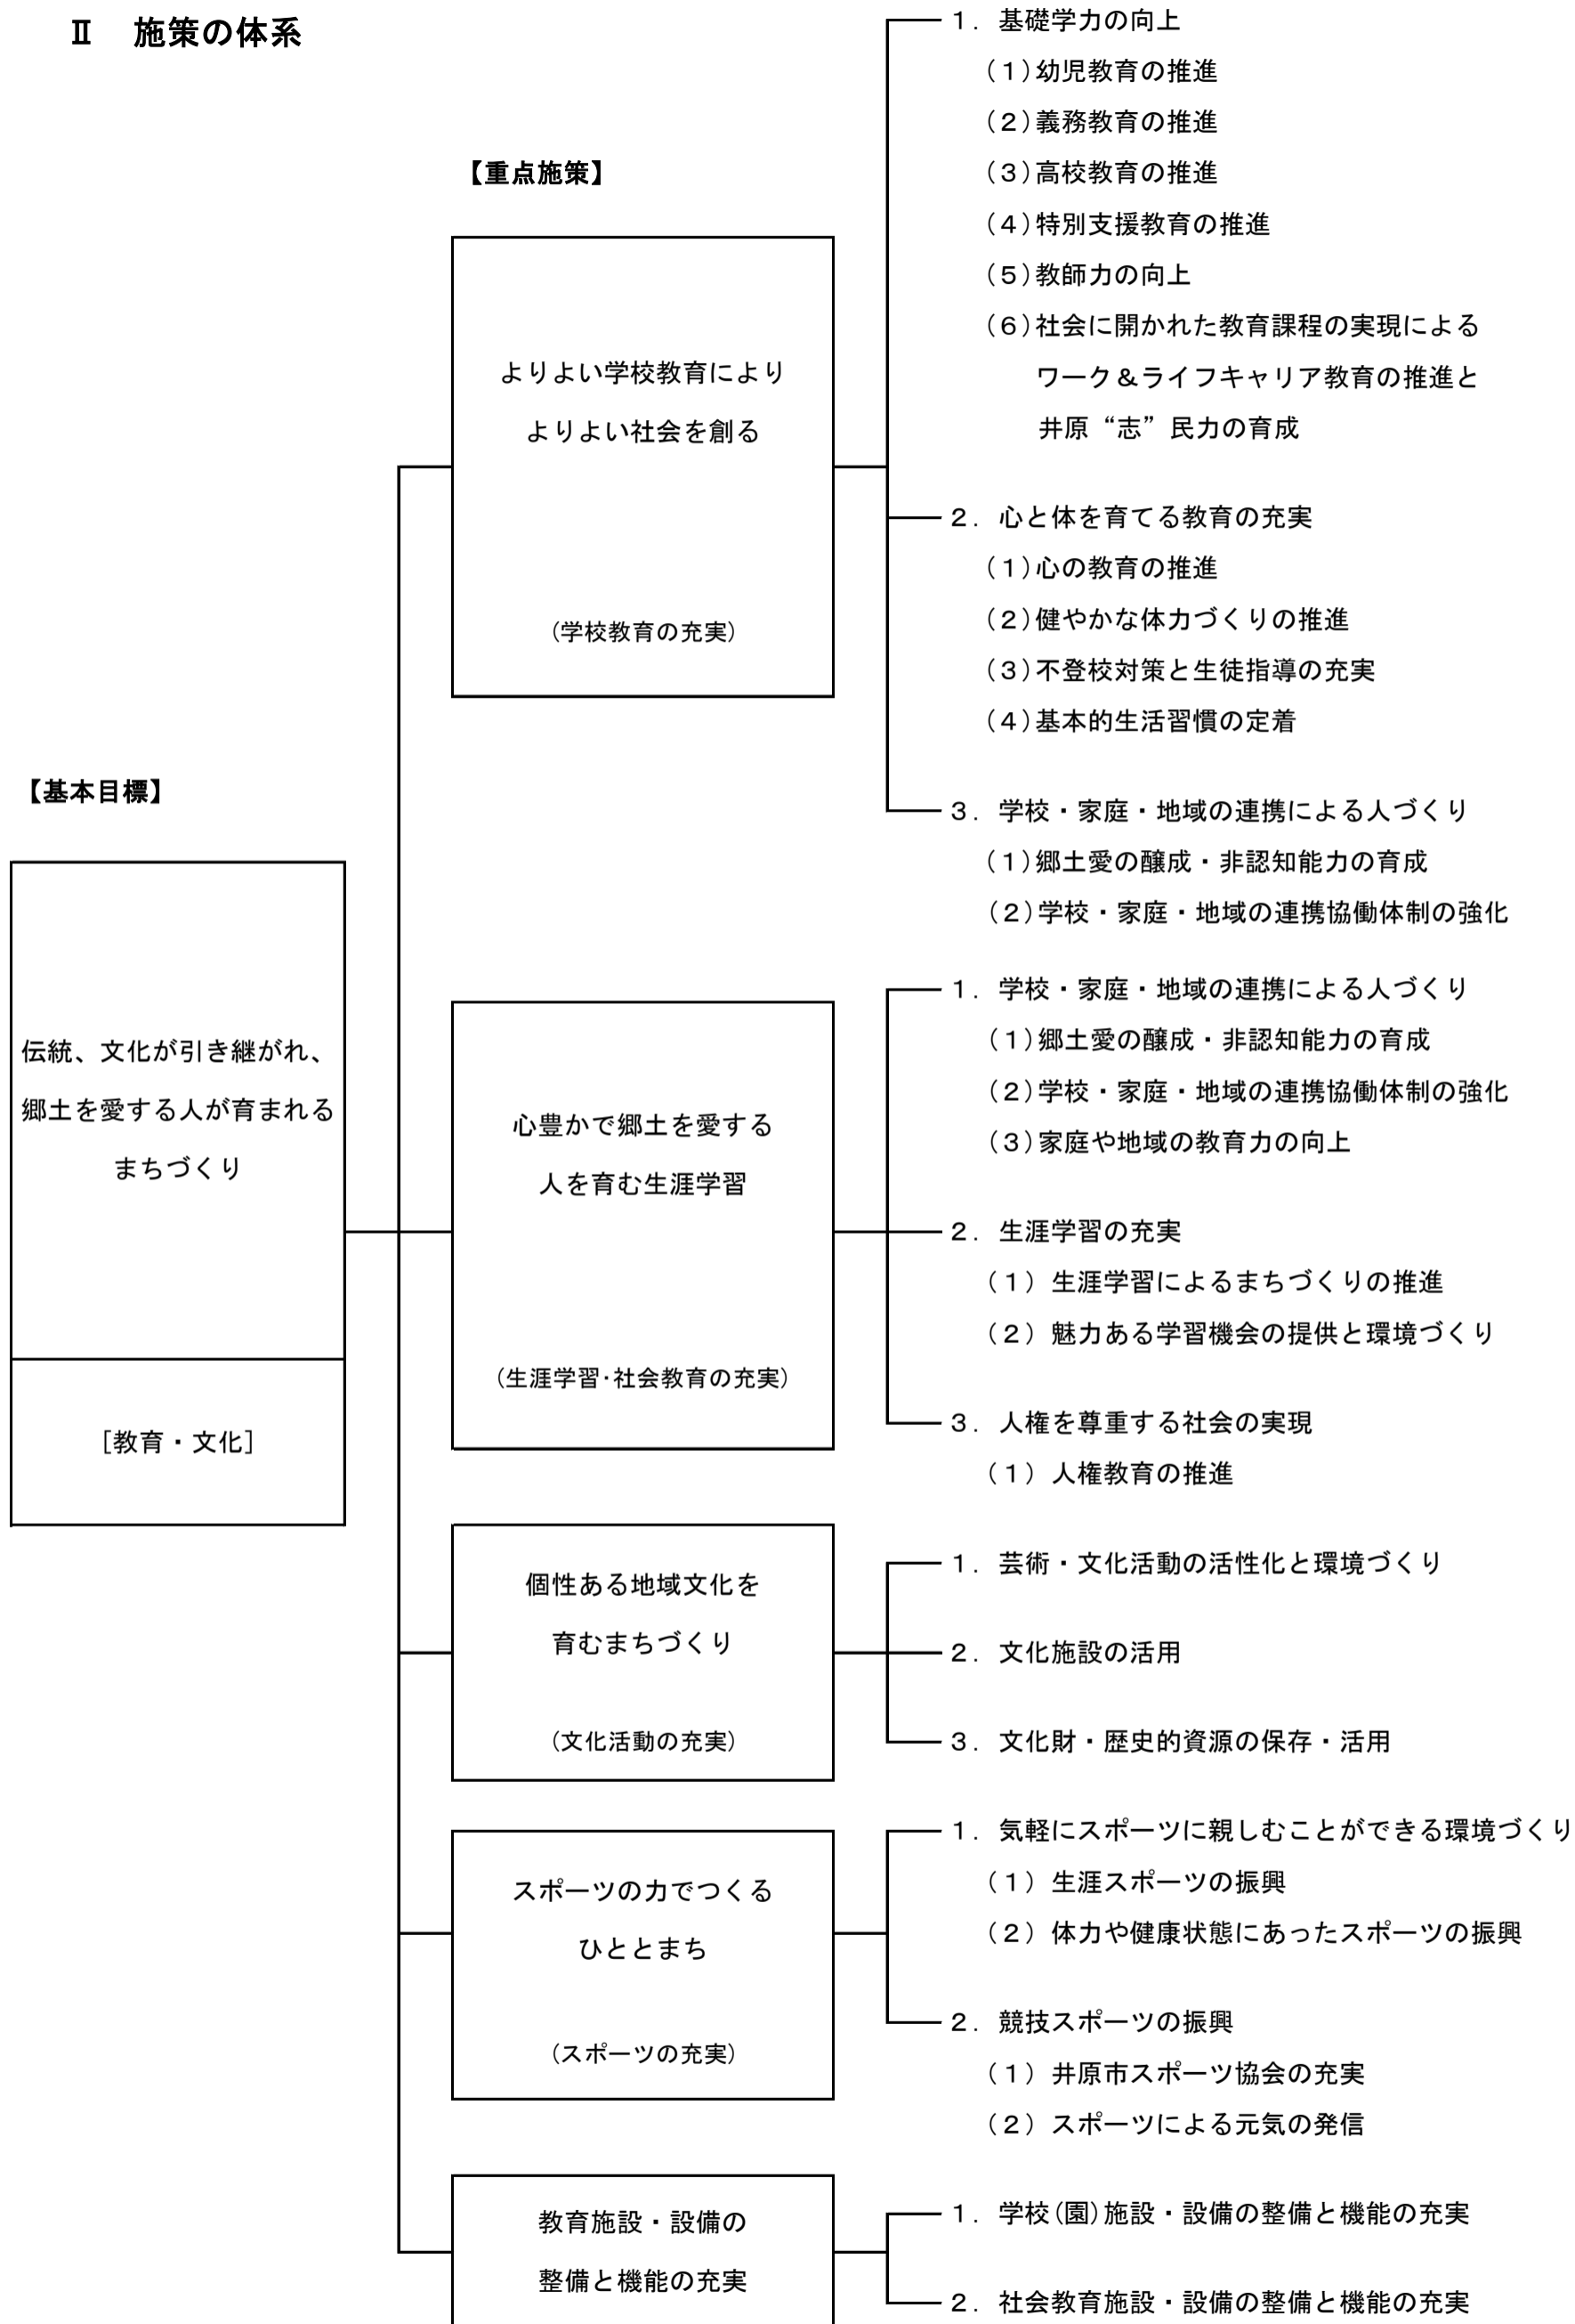 Ⅱ　施策の体系
【基本目標】
伝統、文化が引き継がれ、
郷土を愛する人が育まれる
まちづくり
［教育・文化］
【重点施策】
よりよい学校教育により
よりよい社会を創る
（学校教育の充実）
１．基礎学力の向上
（１）幼児教育の推進
（２）義務教育の推進
（３）高校教育の推進
（４）特別支援教育の推進
（５）教師力の向上
（６）社会に開かれた教育課程の実現による
ワーク＆ライフキャリア教育の推進と
井原“志”民力の育成
２．心と体を育てる教育の充実
（１）心の教育の推進
（２）健やかな体力づくりの推進
（３）不登校対策と生徒指導の充実
（４）基本的生活習慣の定着
３．学校・家庭・地域の連携による人づくり
（１）郷土愛の醸成・非認知能力の育成
（２）学校・家庭・地域の連携協働体制の強化
心豊かで郷土を愛する
人を育む生涯学習
（生涯学習･社会教育の充実）
１．学校・家庭・地域の連携による人づくり
（１）郷土愛の醸成・非認知能力の育成
（２）学校・家庭・地域の連携協働体制の強化
（３）家庭や地域の教育力の向上
２．生涯学習の充実
（１）生涯学習によるまちづくりの推進
（２）魅力ある学習機会の提供と環境づくり
３．人権を尊重する社会の実現
（１）人権教育の推進
個性ある地域文化を
育むまちづくり
（文化活動の充実）
１．芸術・文化活動の活性化と環境づくり
２．文化施設の活用
３．文化財・歴史的資源の保存・活用
スポーツの力でつくる
ひととまち
（スポーツの充実）
１．気軽にスポーツに親しむことができる環境づくり
（１）生涯スポーツの振興
（２）体力や健康状態にあったスポーツの振興
２．競技スポーツの振興
（１）井原市スポーツ協会の充実
（２）スポーツによる元気の発信
教育施設・設備の
整備と機能の充実
１．学校(園)施設・設備の整備と機能の充実
２．社会教育施設・設備の整備と機能の充実